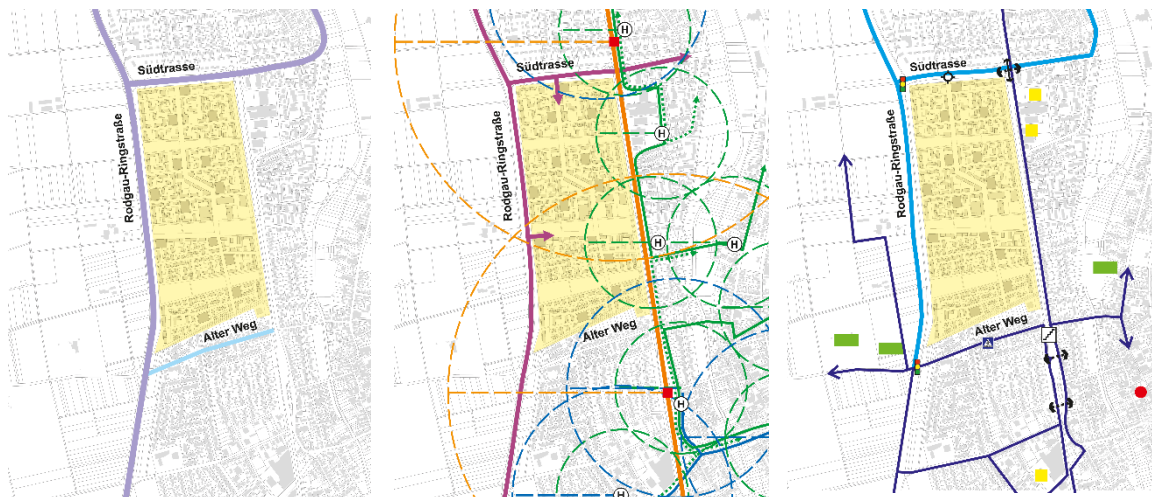 Südtrasse
Rodgau-Ringstraße
Alter Weg
H
Südtrasse
H
Rodgau-Ringstraße
H
H
Alter Weg
H
H
Südtrasse
Rodgau-Ringstraße
Alter Weg